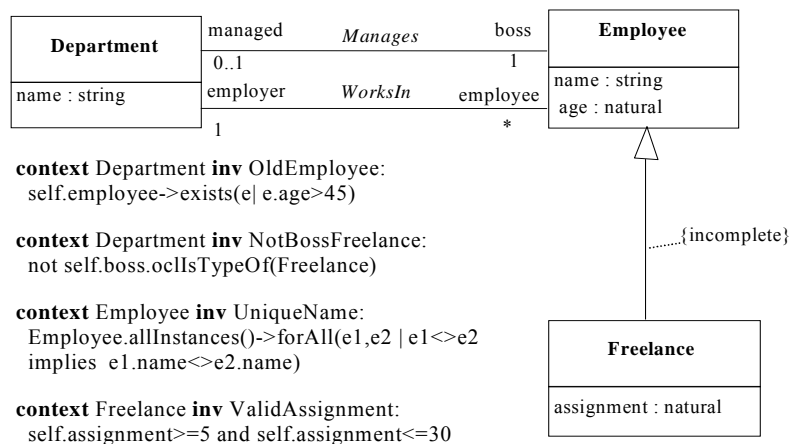 Department
name : string
managed
Manages
boss
0..1
1
employer
WorksIn
employee
1
*
Employee
name : string
age : natural
context Department inv OldEmployee:
self.employee->exists(e| e.age>45)
context Department inv NotBossFreelance:
not self.boss.oclIsTypeOf(Freelance)
context Employee inv UniqueName:
Employee.allInstances()->forAll(e1,e2 | e1<>e2
implies e1.name<>e2.name)
context Freelance inv ValidAssignment:
self.assignment>=5 and self.assignment<=30
{incomplete}
Freelance
assignment : natural